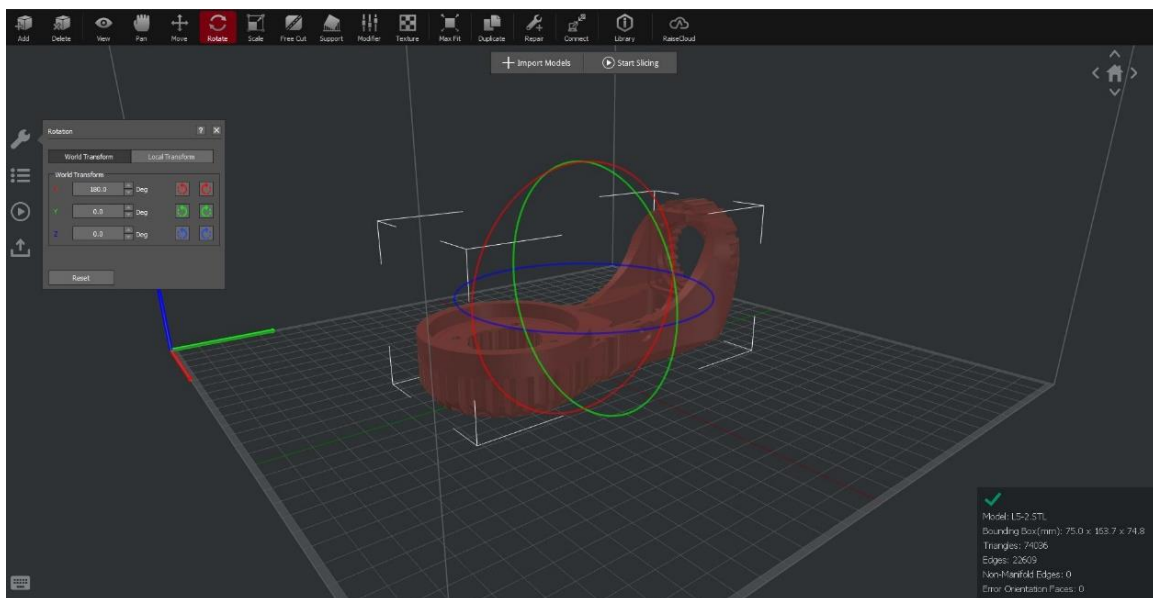 Add Delete View Pan Move Rotate Scale Free Cut Support Modifier Texture Max Fit Duplicate Repair Connect Library RaiseCloud
Import Models Start Slicing
Rotation ? X
World Transform Local Transform
World Transform
X 180.0 Deg
Y 0.0 Deg
Z 0.0 Deg
Reset
Model: L5-2.STL
Bounding Box(mm): 75.0 x 163.7 x 74.8
Triangles: 74036
Edges: 22609
Non-Manifold Edges: 0
Error Orientation Faces: 0